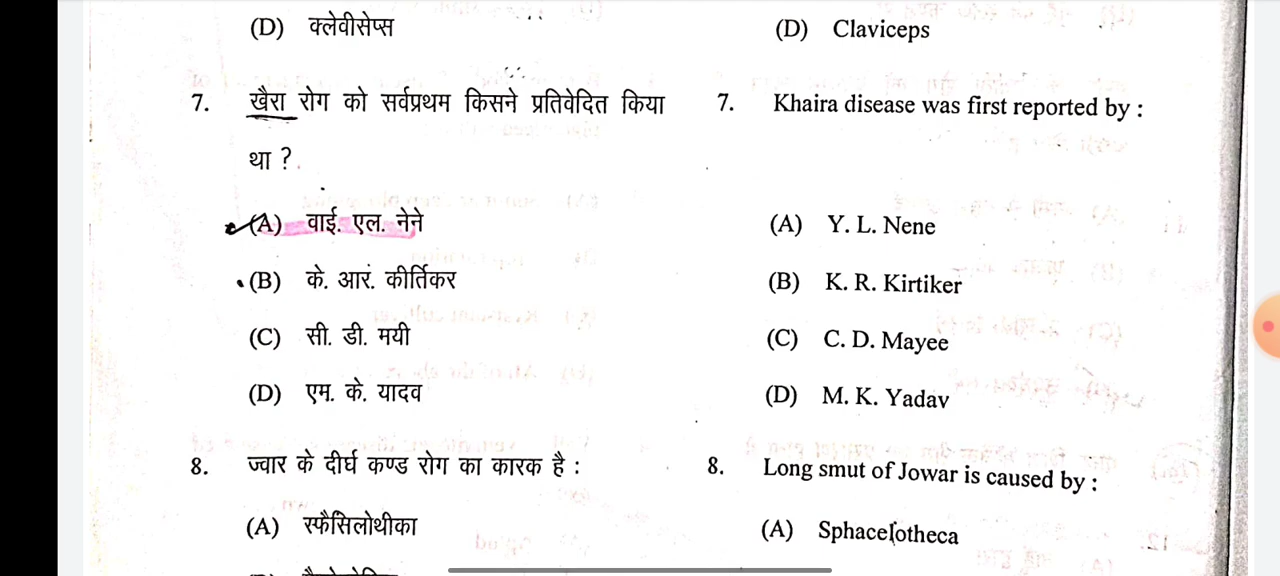 (D) क्लेवीसेप्स
(D) Claviceps
7. खैरा रोग को सर्वप्रथम किसने प्रतिवेदित किया
था ?
(A) वाई. एल. नेने
(B) के. आर. कीर्तिकर
(C) सी. डी. मयी
(D) एम. के. यादव
7. Khaira disease was first reported by :
(A) Y. L. Nene
(B) K. R. Kirtiker
(C) C. D. Mayee
(D) M. K. Yadav
8. ज्वार के दीर्घ कण्ड रोग का कारक है :
(A) स्फैसिलोथीका
8. Long smut of Jowar is caused by :
(A) Sphacelotheca